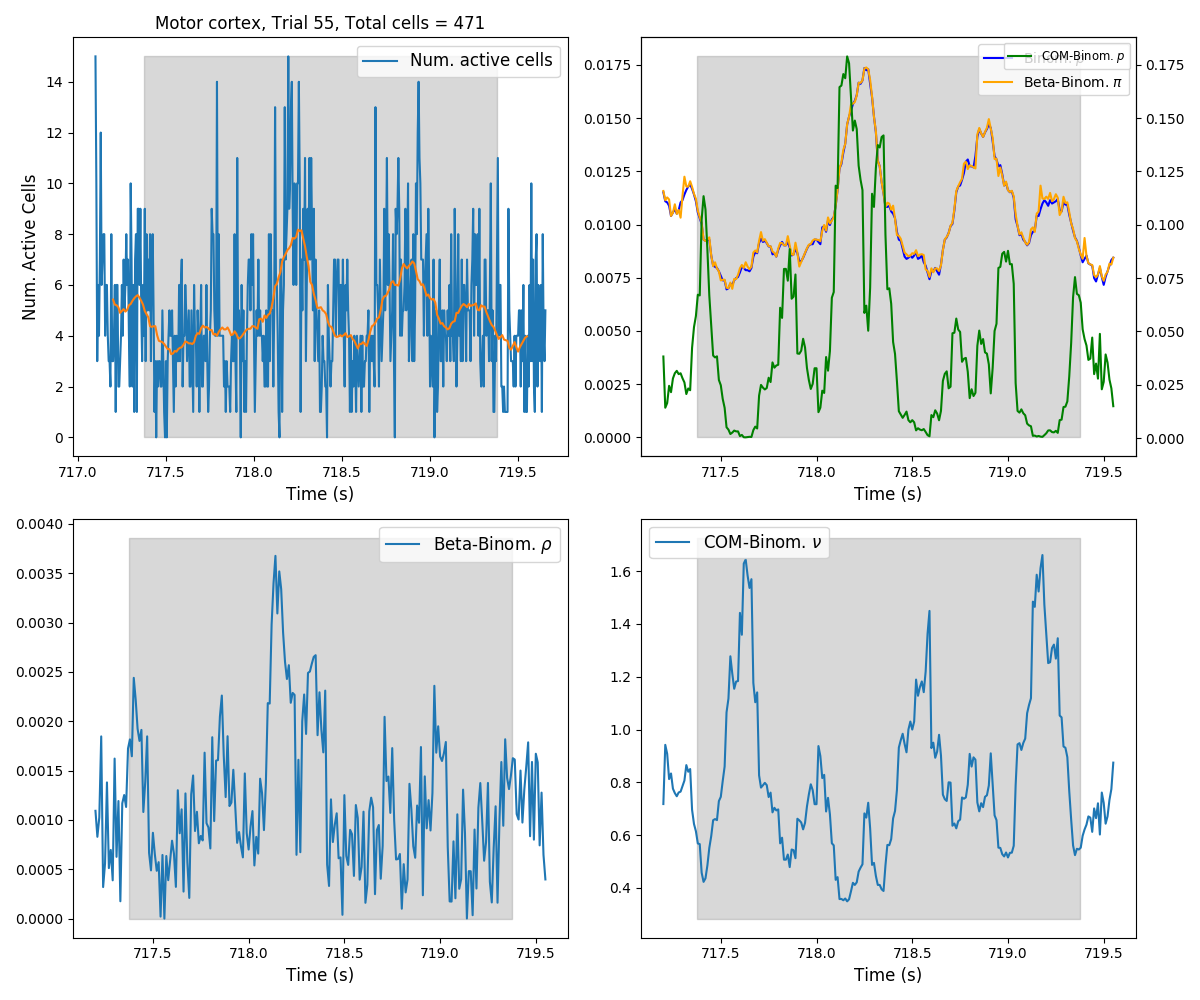 Motor cortex, Trial 55, Total cells = 471
Num. active cells
Num. Active Cells
14
12
10
8
6
4
2
0
717.0 717.5 718.0 718.5 719.0 719.5
Time (s)
COM-Binom. p
Beta-Binom. π
0.0175
0.0150
0.0125
0.0100
0.0075
0.0050
0.0025
0.0000
0.175
0.150
0.125
0.100
0.075
0.050
0.025
0.000
717.5 718.0 718.5 719.0 719.5
Time (s)
Beta-Binom. ρ
0.0040
0.0035
0.0030
0.0025
0.0020
0.0015
0.0010
0.0005
0.0000
717.5 718.0 718.5 719.0 719.5
Time (s)
COM-Binom. ν
1.6
1.4
1.2
1.0
0.8
0.6
0.4
717.5 718.0 718.5 719.0 719.5
Time (s)